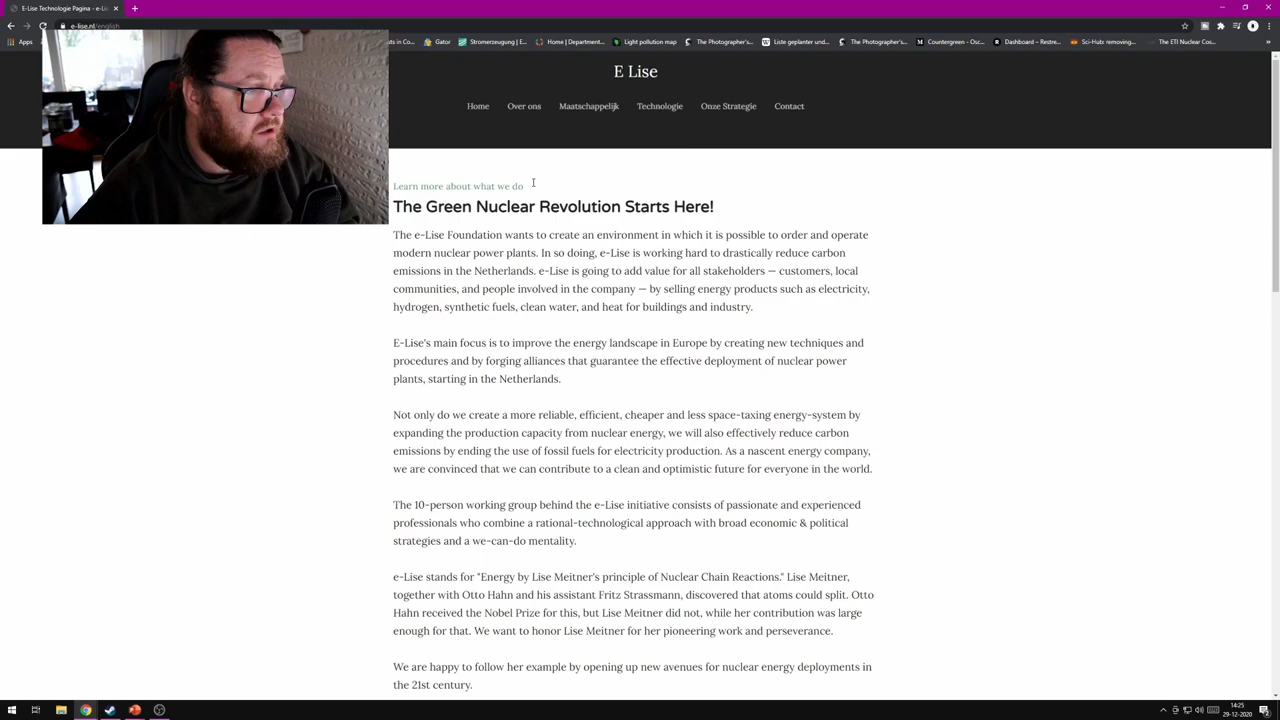 E-Lise Technologie Pagina - e-Li
e-lise.nl/english
Apps
ats in Co...
Gator
Stromerzeugung | E...
Home | Department...
Light pollution map
The Photographer's...
Liste geplanter und...
The Photographer's...
Countergreen - Osc...
Dashboard – Restre...
Sci-Hub: removing...
The ETI Nuclear Cos...
E Lise
Home
Over ons
Maatschappelijk
Technologie
Onze Strategie
Contact
Learn more about what we do
The Green Nuclear Revolution Starts Here!
The e-Lise Foundation wants to create an environment in which it is possible to order and operate
modern nuclear power plants. In so doing, e-Lise is working hard to drastically reduce carbon
emissions in the Netherlands. e-Lise is going to add value for all stakeholders — customers, local
communities, and people involved in the company — by selling energy products such as electricity,
hydrogen, synthetic fuels, clean water, and heat for buildings and industry.
E-Lise's main focus is to improve the energy landscape in Europe by creating new techniques and
procedures and by forging alliances that guarantee the effective deployment of nuclear power
plants, starting in the Netherlands.
Not only do we create a more reliable, efficient, cheaper and less space-taxing energy-system by
expanding the production capacity from nuclear energy, we will also effectively reduce carbon
emissions by ending the use of fossil fuels for electricity production. As a nascent energy company,
we are convinced that we can contribute to a clean and optimistic future for everyone in the world.
The 10-person working group behind the e-Lise initiative consists of passionate and experienced
professionals who combine a rational-technological approach with broad economic & political
strategies and a we-can-do mentality.
e-Lise stands for "Energy by Lise Meitner's principle of Nuclear Chain Reactions." Lise Meitner,
together with Otto Hahn and his assistant Fritz Strassmann, discovered that atoms could split. Otto
Hahn received the Nobel Prize for this, but Lise Meitner did not, while her contribution was large
enough for that. We want to honor Lise Meitner for her pioneering work and perseverance.
We are happy to follow her example by opening up new avenues for nuclear energy deployments in
the 21st century.
14:25
29-12-2020